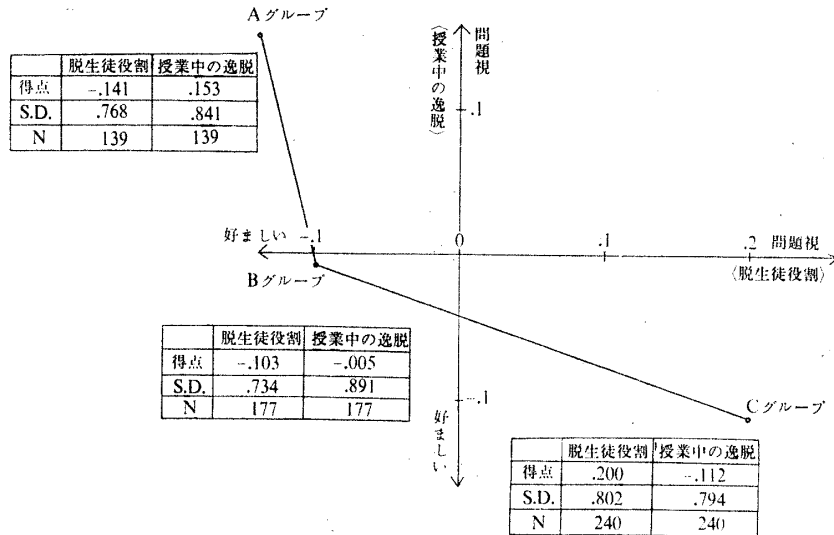 Aグループ
脱生徒役割 授業中の逸脱
得点 -.141 .153
S.D. .768 .841
N 139 139
問題視
〈授業中の逸脱〉
.1
好ましい -.1 0 .1 .2 問題視
〈脱生徒役割〉
Bグループ
脱生徒役割 授業中の逸脱
得点 -.103 -.005
S.D. .734 .891
N 177 177
-.1
好ましい
Cグループ
脱生徒役割 授業中の逸脱
得点 .200 -.112
S.D. .802 .794
N 240 240